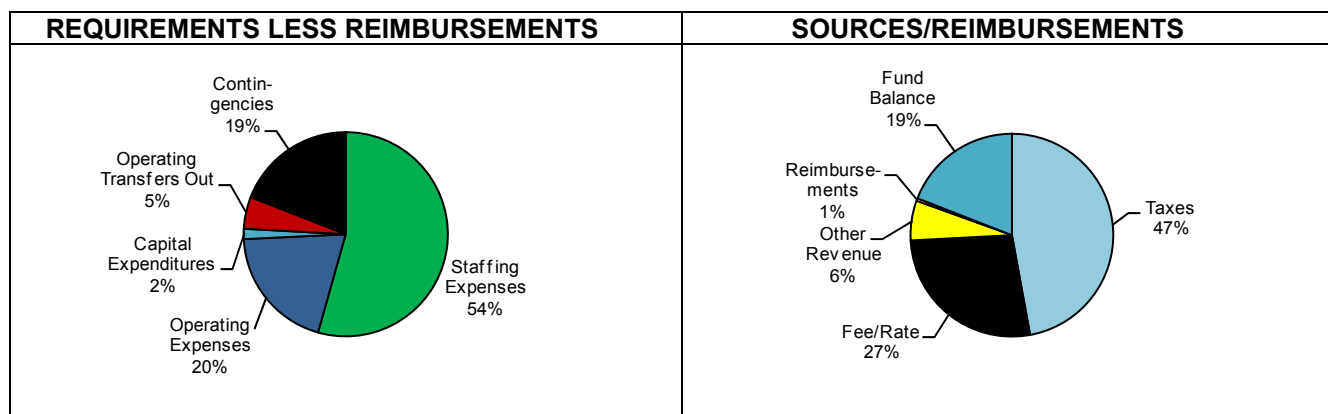 REQUIREMENTS LESS REIMBURSEMENTS
Contin-
gencies
19%
Operating
Transfers Out
5%
Capital
Expenditures
2%
Operating
Expenses
20%
Staffing
Expenses
54%
SOURCES/REIMBURSEMENTS
Fund
Balance
19%
Reimburse-
ments
1%
Other
Revenue
6%
Fee/Rate
27%
Taxes
47%